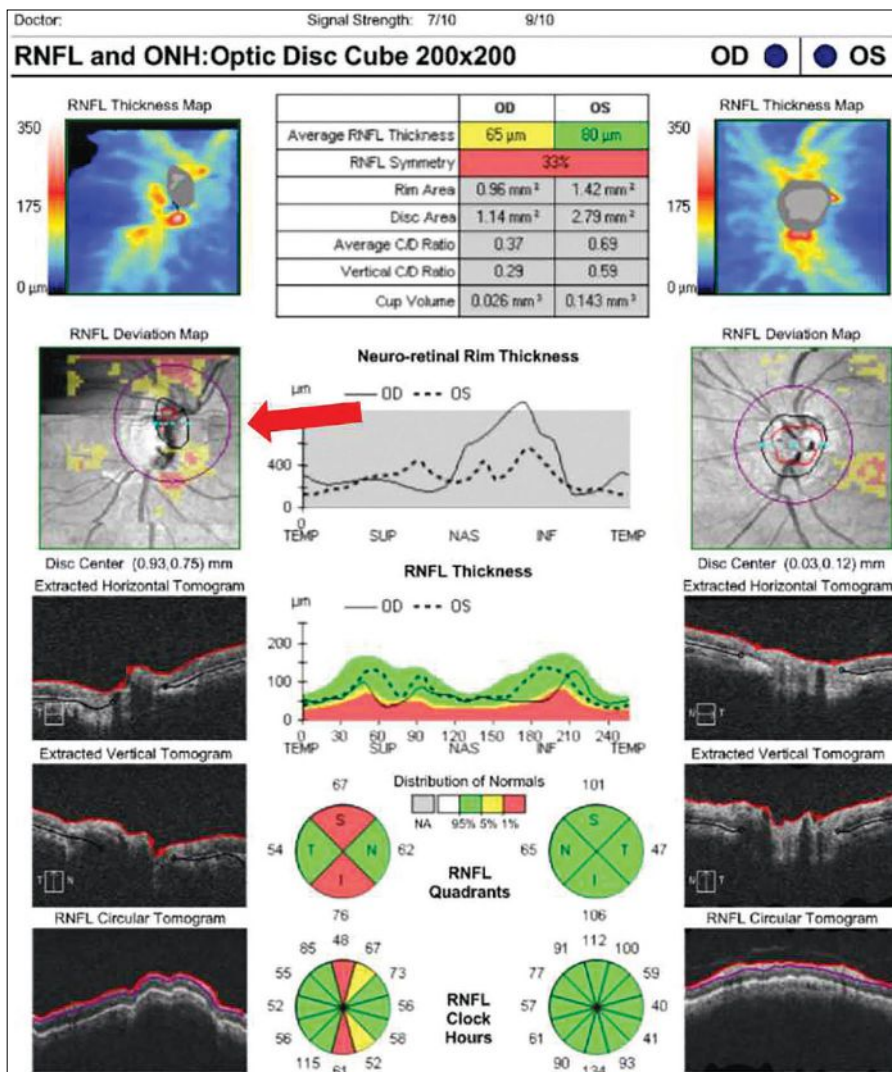 Doctor: Signal Strength: 7/10 9/10
RNFL and ONH:Optic Disc Cube 200x200 OD OS
RNFL Thickness Map
350
175
0 µm
OD OS
Average RNFL Thickness 65 µm 80 µm
RNFL Symmetry 33%
Rim Area 0.96 mm² 1.42 mm²
Disc Area 1.14 mm² 2.79 mm²
Average C/D Ratio 0.37 0.69
Vertical C/D Ratio 0.29 0.59
Cup Volume 0.026 mm³ 0.143 mm³
RNFL Thickness Map
350
175
0 µm
RNFL Deviation Map
Disc Center (0.93,0.75) mm
Neuro-retinal Rim Thickness
µm OD OS
400
0
0
TEMP SUP NAS INF TEMP
RNFL Deviation Map
Disc Center (0.03,0.12) mm
Extracted Horizontal Tomogram
T N
RNFL Thickness
µm OD OS
200
100
0
0 30 60 90 120 150 180 210 240
TEMP SUP NAS INF TEMP
Extracted Horizontal Tomogram
N T
Extracted Vertical Tomogram
T N
Distribution of Normals
NA 95% 5% 1%
67
S
54 T N 62
I
76
RNFL
Quadrants
101
S
65 N T 47
I
106
Extracted Vertical Tomogram
N T
RNFL Circular Tomogram
48
85 67
55 73
52 56
56 58
115 52
61
RNFL
Clock
Hours
112
91 100
77 59
57 40
61 41
90 93
134
RNFL Circular Tomogram